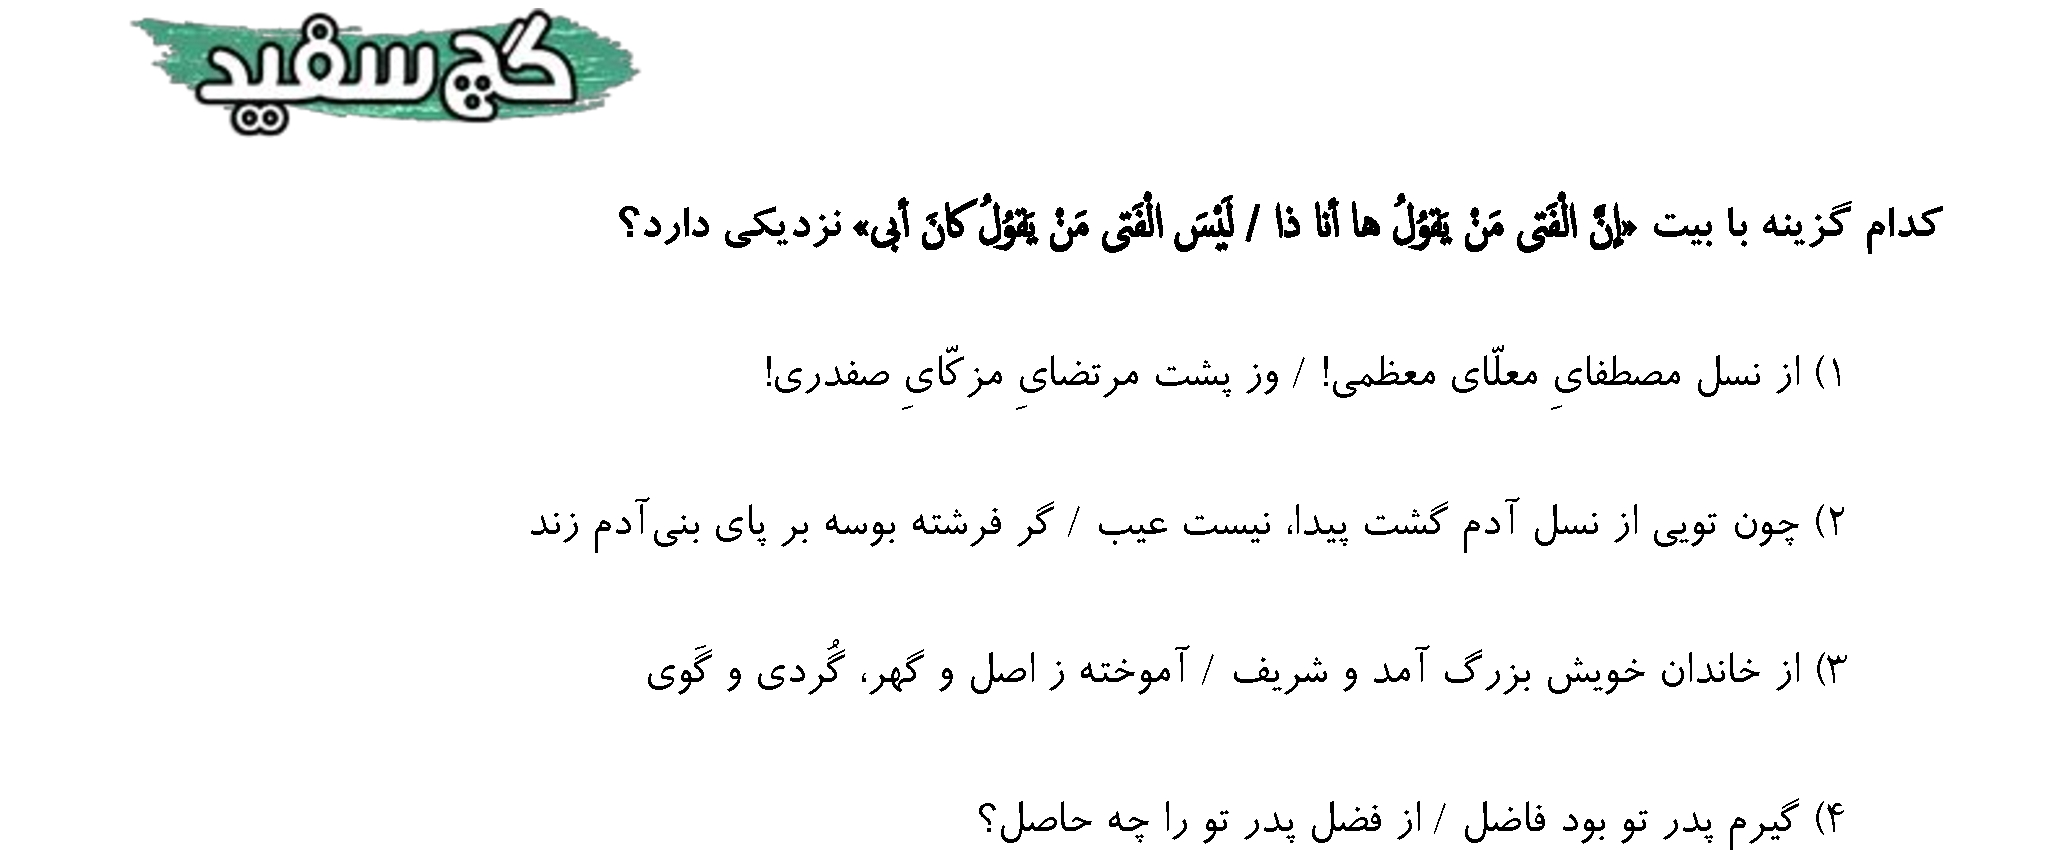 گچ سفید
کدام گزینه با بیت «إنَّ الْفَتی مَنْ یَقوُلُ ها أنا ذا / لَیْسَ الْفَتی مَنْ یَقوُلُ کانَ أبی» نزدیکی دارد؟
۱) از نسل مصطفایِ معلّای معظمی! / وز پشت مرتضایِ مزکّایِ صفدری!
۲) چون تویی از نسل آدم گشت پیدا، نیست عیب / گر فرشته بوسه بر پای بنی‌آدم زند
۳) از خاندان خویش بزرگ آمد و شریف / آموخته ز اصل و گهر، گُردی و گَوی
۴) گیرم پدر تو بود فاضل / از فضل پدر تو را چه حاصل؟